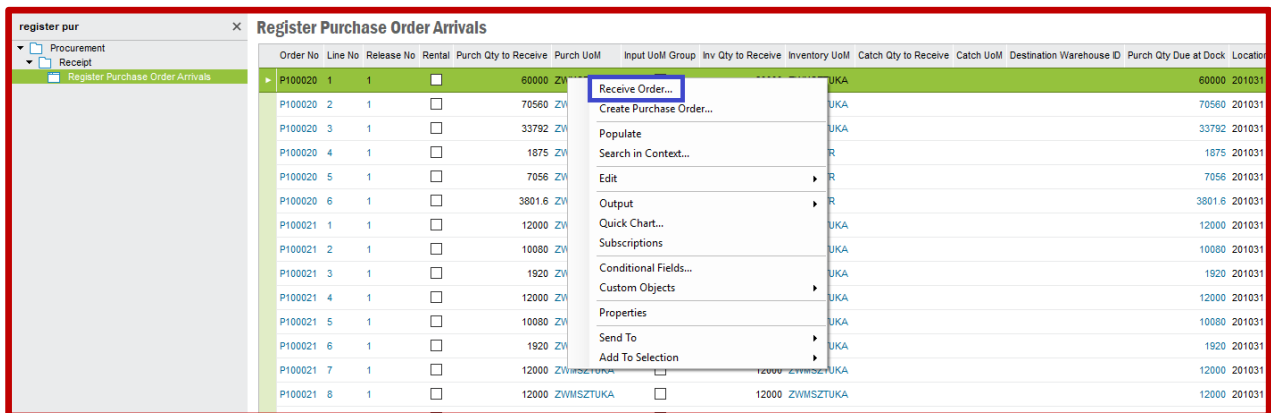 register pur ×
Register Purchase Order Arrivals
Procurement
Receipt
Register Purchase Order Arrivals
Order No Line No Release No Rental Purch Qty to Receive Purch UoM Input UoM Group Inv Qty to Receive Inventory UoM Catch Qty to Receive Catch UoM Destination Warehouse ID Purch Qty Due at Dock Location
P100020 1 1 60000 60000 201031
P100020 2 1 70560 70560 201031
P100020 3 1 33792 33792 201031
P100020 4 1 1875 1875 201031
P100020 5 1 7056 7056 201031
P100020 6 1 3801.6 3801.6 201031
P100021 1 1 12000 12000 201031
P100021 2 1 10080 10080 201031
P100021 3 1 1920 1920 201031
P100021 4 1 12000 12000 201031
P100021 5 1 10080 10080 201031
P100021 6 1 1920 1920 201031
P100021 7 1 12000 ZWMSZTUKA 12000 ZWMSZTUKA 12000 201031
P100021 8 1 12000 ZWMSZTUKA 12000 ZWMSZTUKA 12000 201031
Receive Order...
Create Purchase Order...
Populate
Search in Context...
Edit
Output
Quick Chart...
Subscriptions
Conditional Fields...
Custom Objects
Properties
Send To
Add To Selection